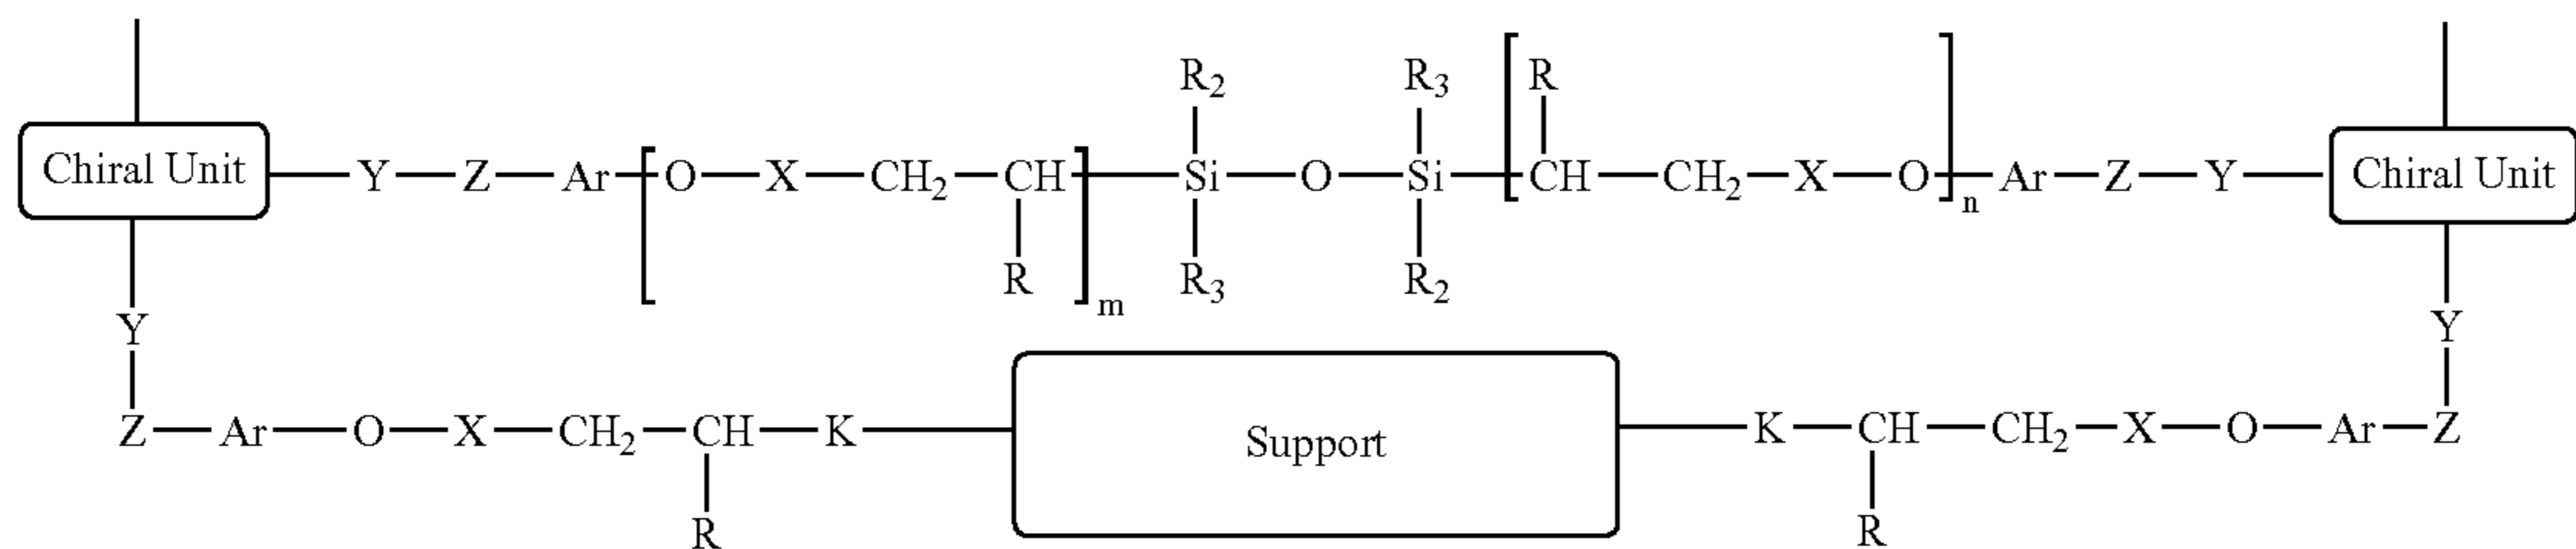 R₂ R₃ R
Chiral Unit—Y—Z—Ar—[O—X—CH₂—CH]ₘ—Si—O—Si—[CH—CH₂—X—O]ₙ—Ar—Z—Y—Chiral Unit
R R₃ R₂
Y Y
Z—Ar—O—X—CH₂—CH—K—Support—K—CH—CH₂—X—O—Ar—Z
R R